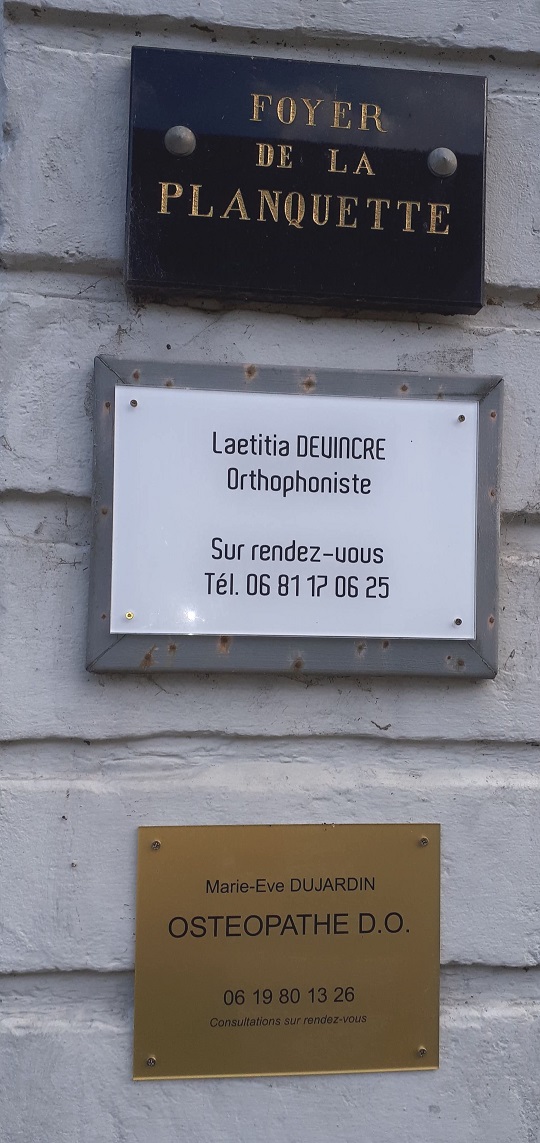 FOYER
DE LA
PLANQUETTE
Laetitia DEVINCRE
Orthophoniste
Sur rendez-vous
Tél. 06 81 17 06 25
Marie-Eve DUJARDIN
OSTEOPATHE D.O.
06 19 80 13 26
Consultations sur rendez-vous